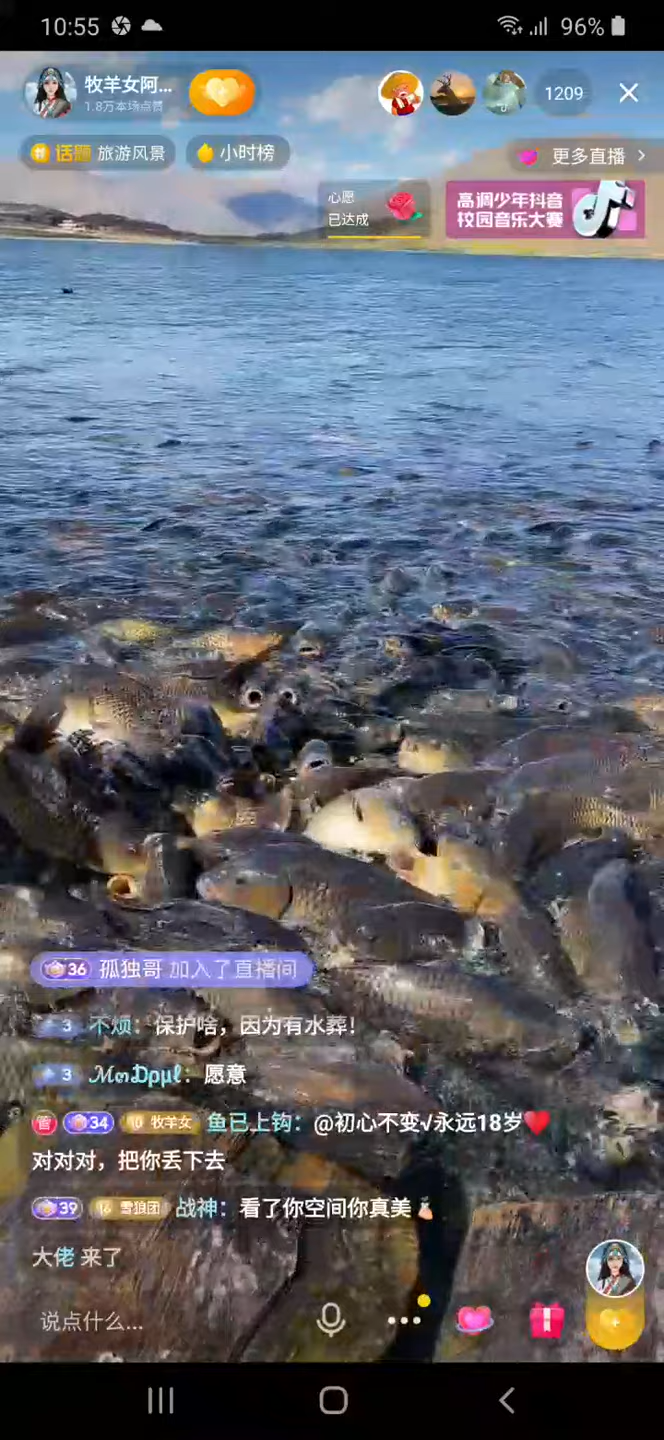 10:55
96%
牧羊女阿...
1.8万本场点赞
1209
话题 旅游风景
小时榜
更多直播
心愿
已达成
高调少年抖音
校园音乐大赛
36 孤独哥 加入了直播间
3 不烦：保护啥，因为有水葬！
3 MonDpμl：愿意
管 34 10 牧羊女 鱼已上钩：@初心不变√永远18岁❤️
对对对，把你丢下去
39 16 雪狼团 战神：看了你空间你真美
大佬 来了
说点什么...